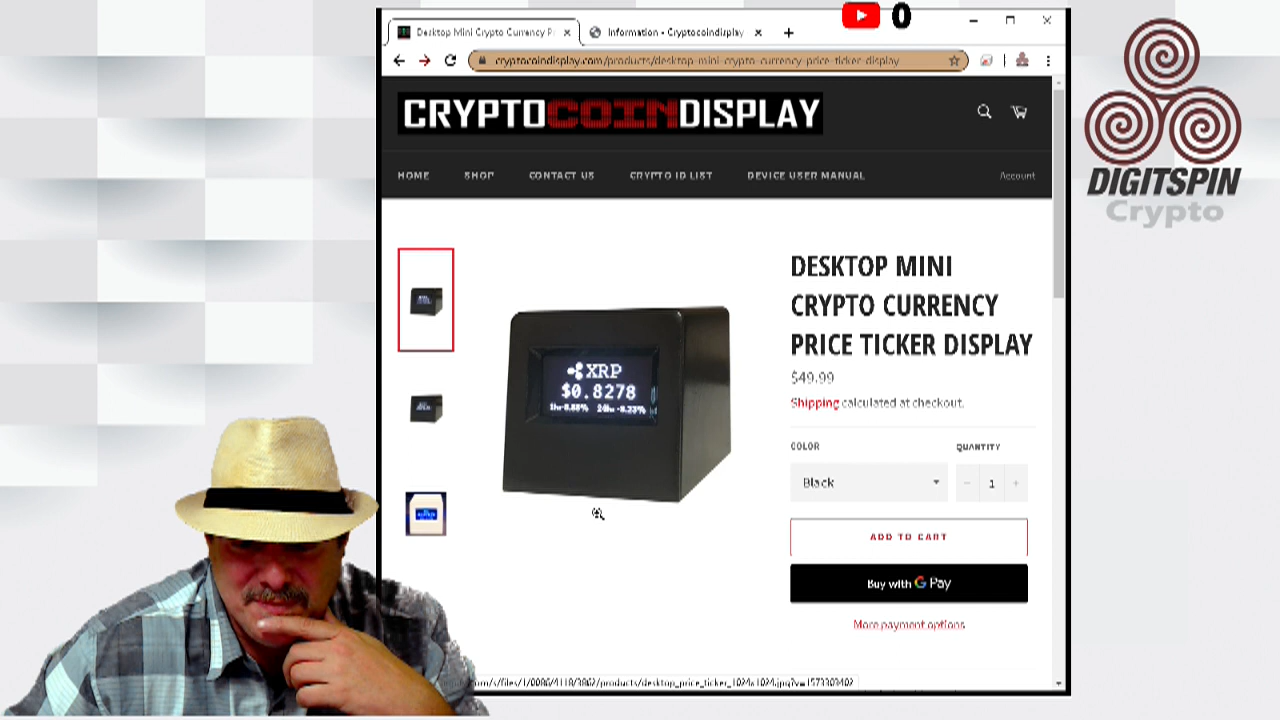 0
Desktop Mini Crypto Currency P
Information - Cryptocoindisplay
cryptocoindisplay.com/products/desktop-mini-crypto-currency-price-ticker-display
CRYPTOCOINDISPLAY
HOME SHOP CONTACT US CRYPTO ID LIST DEVICE USER MANUAL Account
DIGITSPIN
Crypto
DESKTOP MINI
CRYPTO CURRENCY
PRICE TICKER DISPLAY
$49.99
Shipping calculated at checkout.
COLOR QUANTITY
Black 1
XRP
$0.8278
ADD TO CART
Buy with G Pay
More payment options